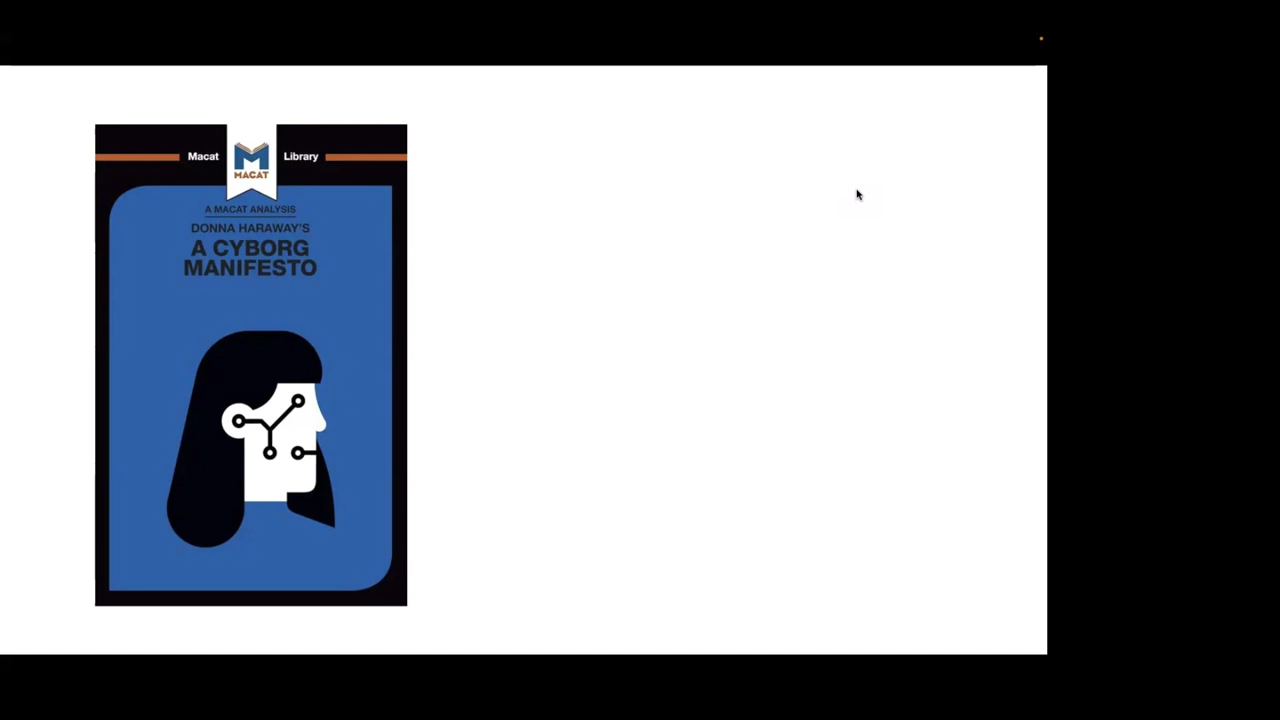 Macat Library
MACAT
A MACAT ANALYSIS
DONNA HARAWAY'S
A CYBORG
MANIFESTO